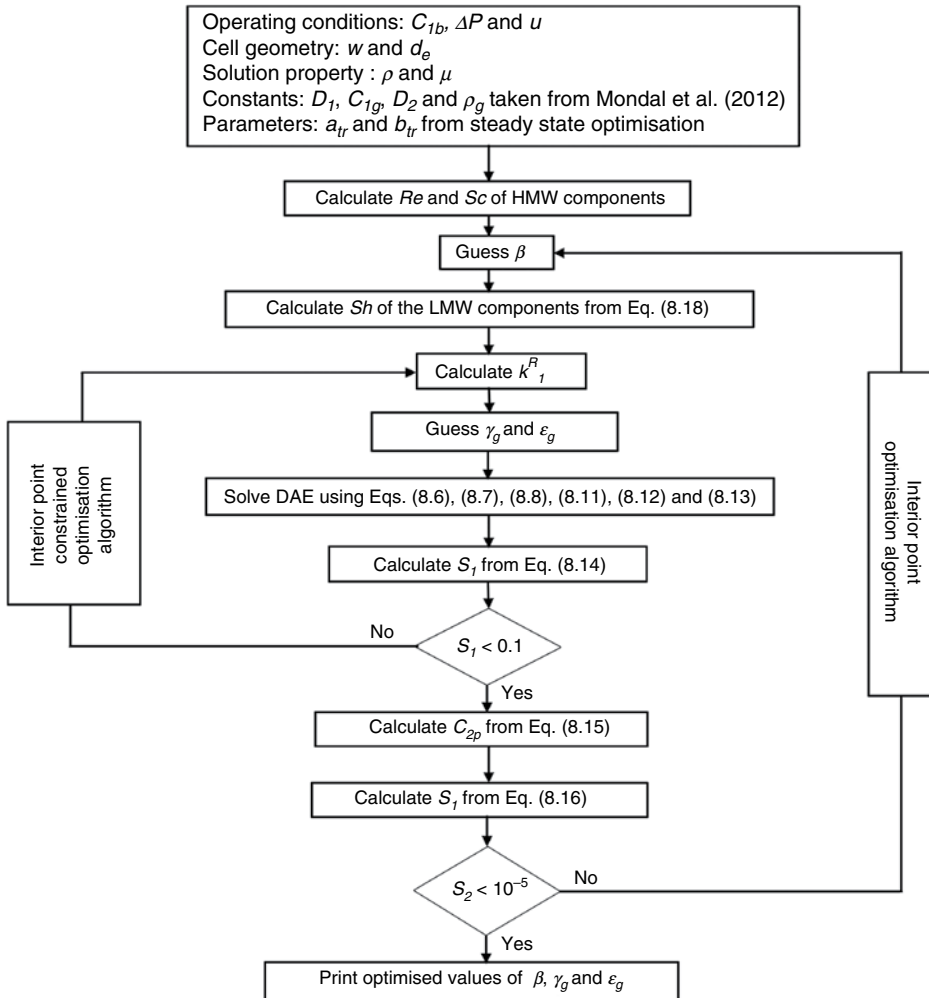 Operating conditions: C1b, ΔP and u
Cell geometry: w and de
Solution property : ρ and μ
Constants: D1, C1g, D2 and ρg taken from Mondal et al. (2012)
Parameters: atr and btr from steady state optimisation
Calculate Re and Sc of HMW components
Guess β
Calculate Sh of the LMW components from Eq. (8.18)
Calculate k^R_1
Guess γg and εg
Solve DAE using Eqs. (8.6), (8.7), (8.8), (8.11), (8.12) and (8.13)
Calculate S1 from Eq. (8.14)
Interior point
constrained
optimisation
algorithm
Interior point
optimisation algorithm
No
S1 < 0.1
Yes
Calculate C2p from Eq. (8.15)
Calculate S1 from Eq. (8.16)
S2 < 10⁻⁵
No
Yes
Print optimised values of β, γg and εg